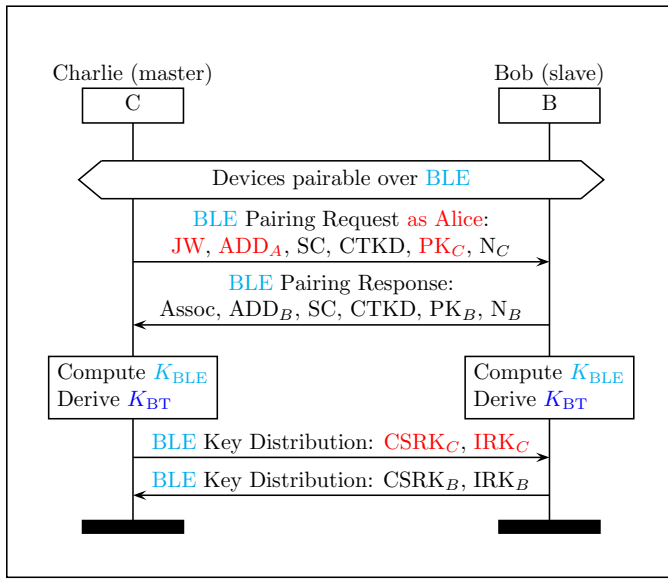 Charlie (master) Bob (slave)
C B
Devices pairable over BLE
BLE Pairing Request as Alice:
JW, ADD_A, SC, CTKD, PK_C, N_C
BLE Pairing Response:
Assoc, ADD_B, SC, CTKD, PK_B, N_B
Compute K_BLE
Derive K_BT
Compute K_BLE
Derive K_BT
BLE Key Distribution: CSRK_C, IRK_C
BLE Key Distribution: CSRK_B, IRK_B